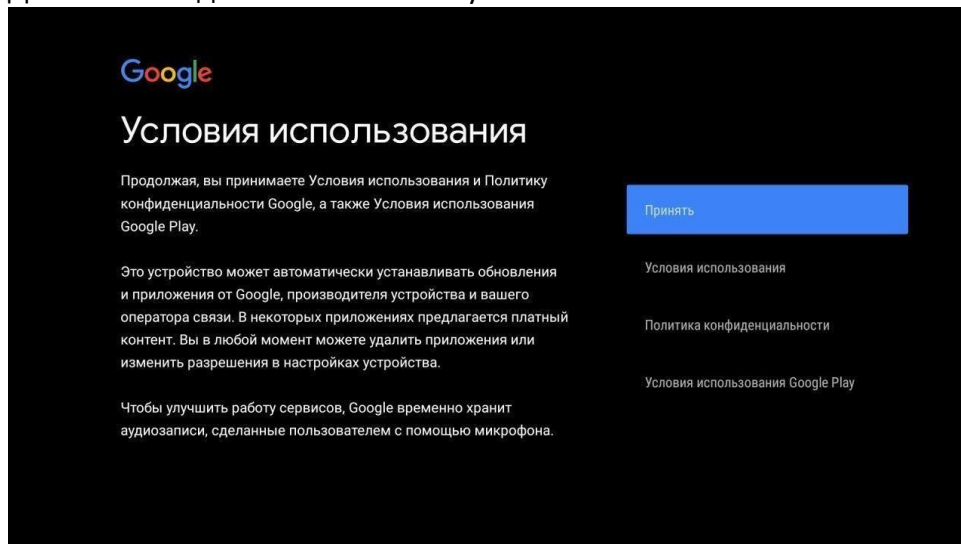 Google
Условия использования
Продолжая, вы принимаете Условия использования и Политику
конфиденциальности Google, а также Условия использования
Google Play.
Это устройство может автоматически устанавливать обновления
и приложения от Google, производителя устройства и вашего
оператора связи. В некоторых приложениях предлагается платный
контент. Вы в любой момент можете удалить приложения или
изменить разрешения в настройках устройства.
Чтобы улучшить работу сервисов, Google временно хранит
аудиозаписи, сделанные пользователем с помощью микрофона.
Принять
Условия использования
Политика конфиденциальности
Условия использования Google Play